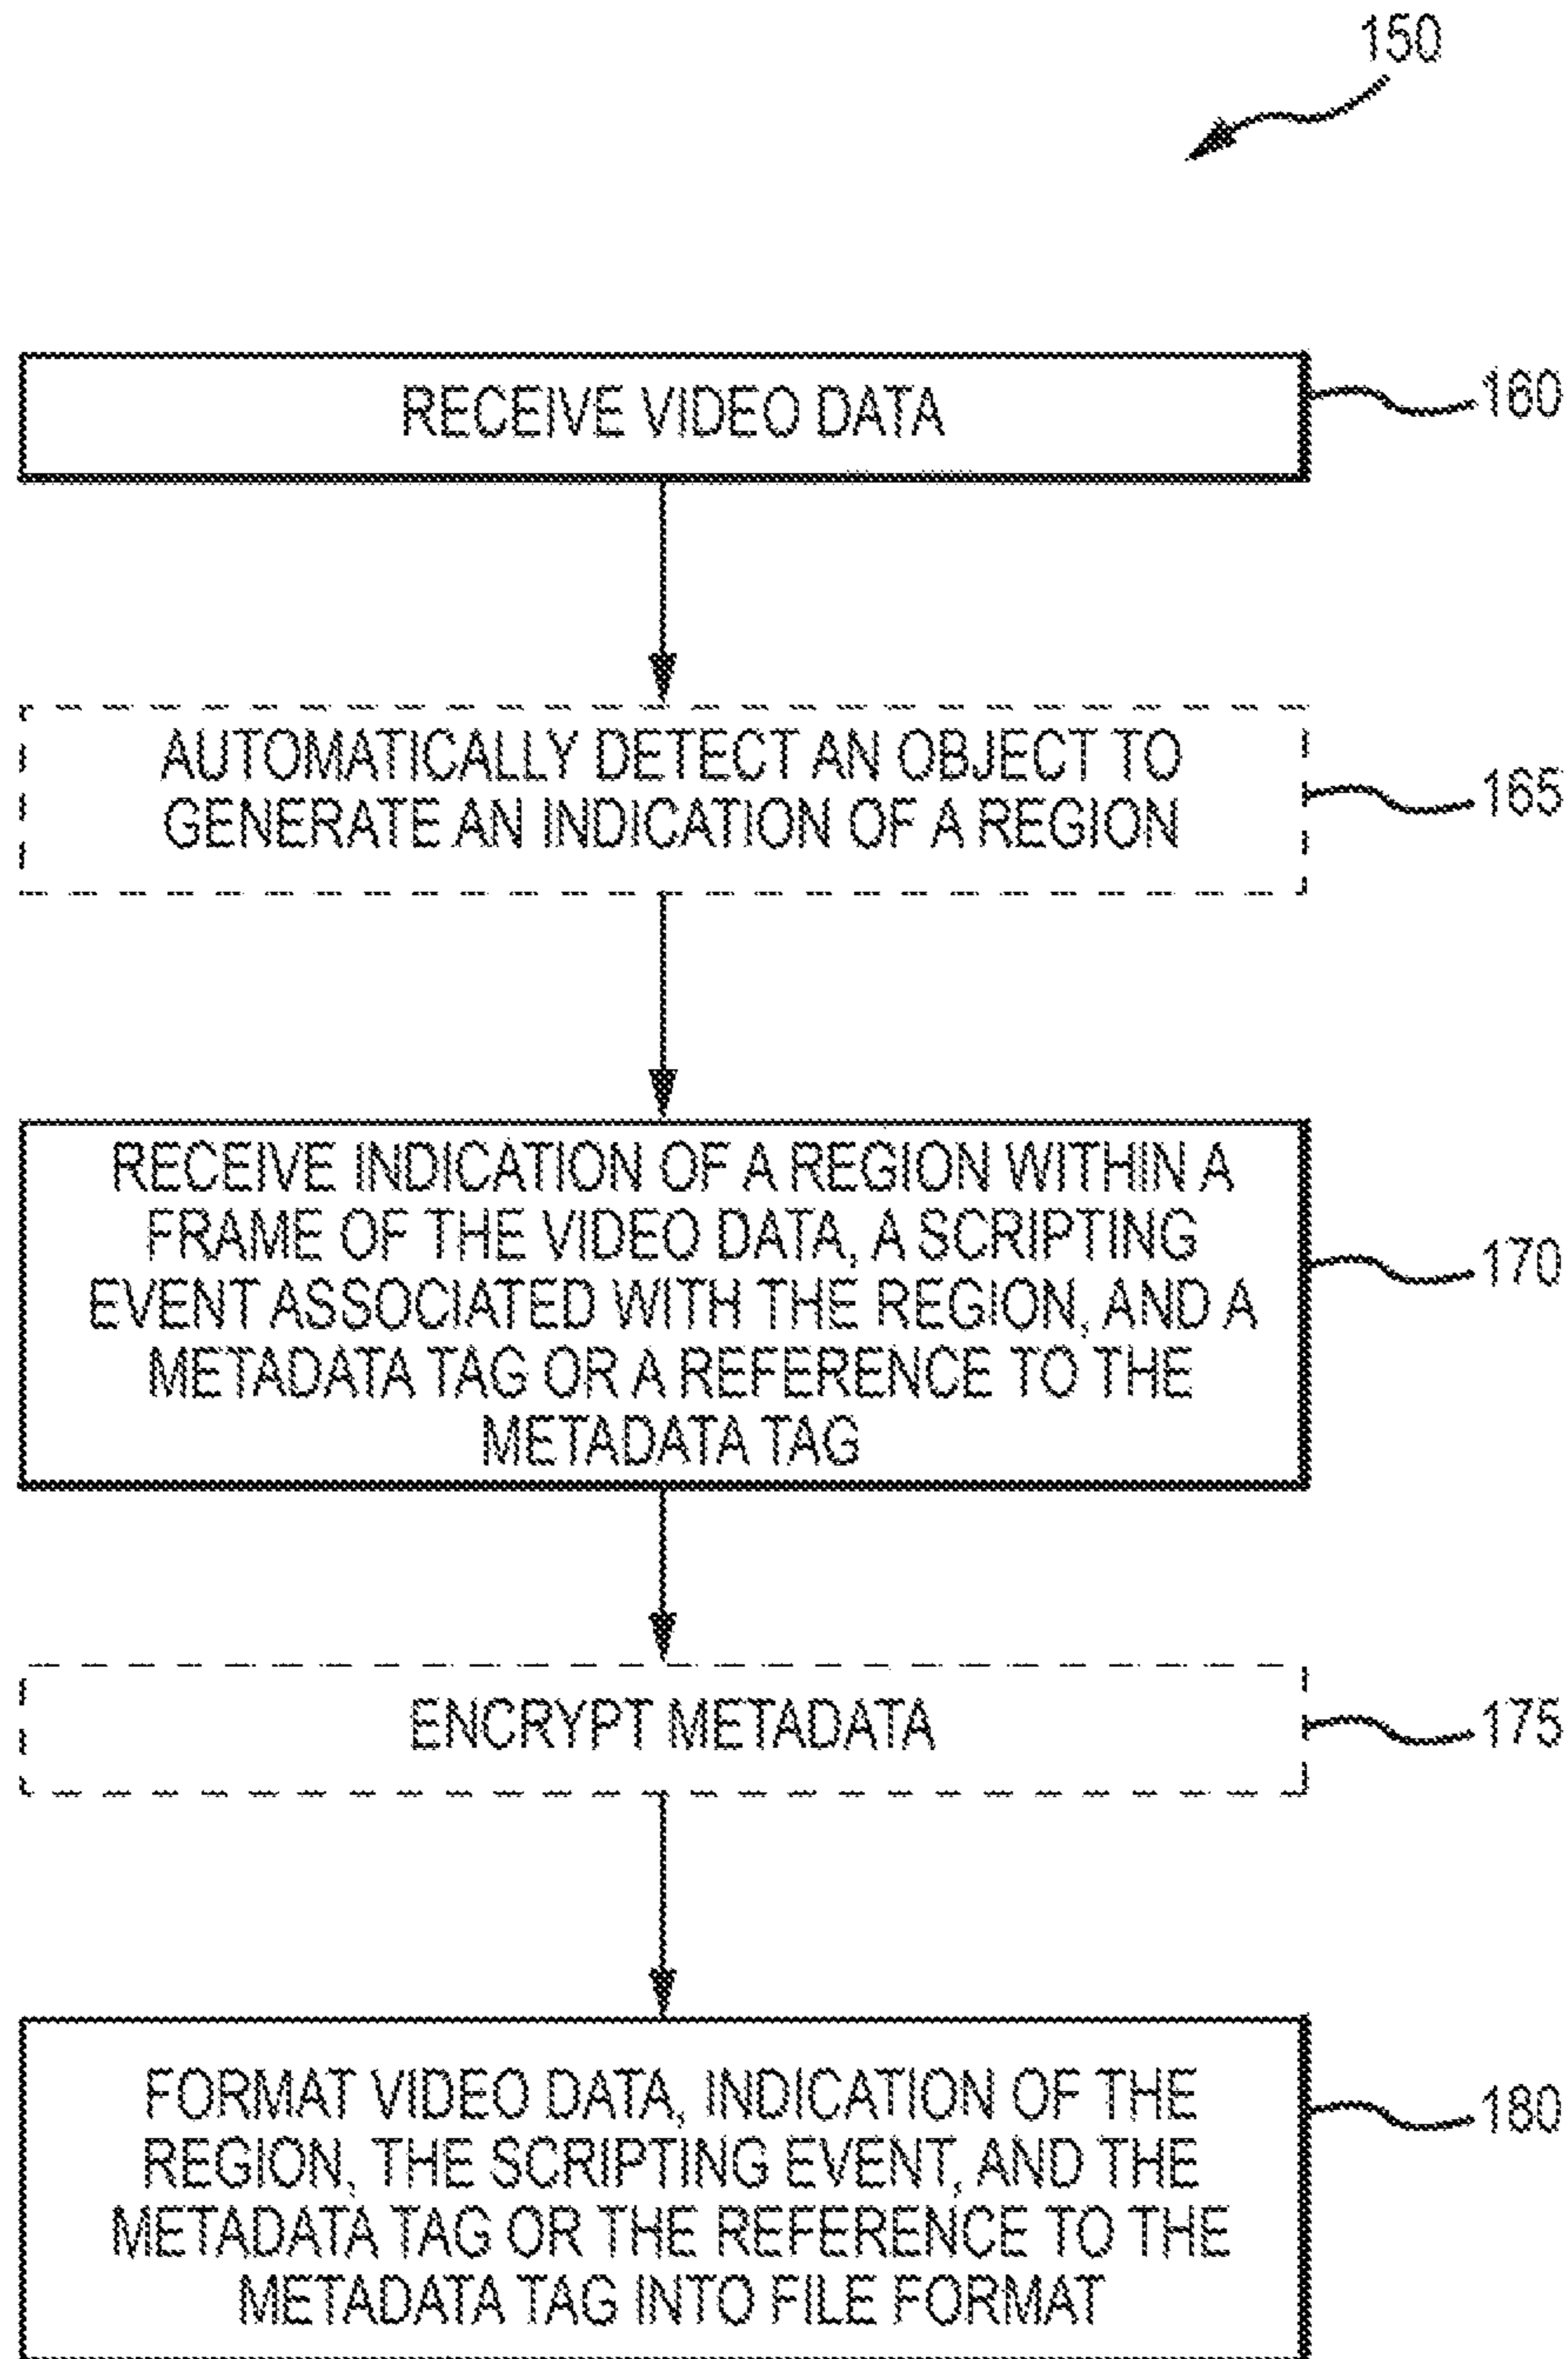 150
RECEIVE VIDEO DATA
160
AUTOMATICALLY DETECT AN OBJECT TO
GENERATE AN INDICATION OF A REGION
165
RECEIVE INDICATION OF A REGION WITHIN A
FRAME OF THE VIDEO DATA, A SCRIPTING
EVENT ASSOCIATED WITH THE REGION, AND A
METADATA TAG OR A REFERENCE TO THE
METADATA TAG
170
ENCRYPT METADATA
175
FORMAT VIDEO DATA, INDICATION OF THE
REGION, THE SCRIPTING EVENT, AND THE
METADATA TAG OR THE REFERENCE TO THE
METADATA TAG INTO FILE FORMAT
180